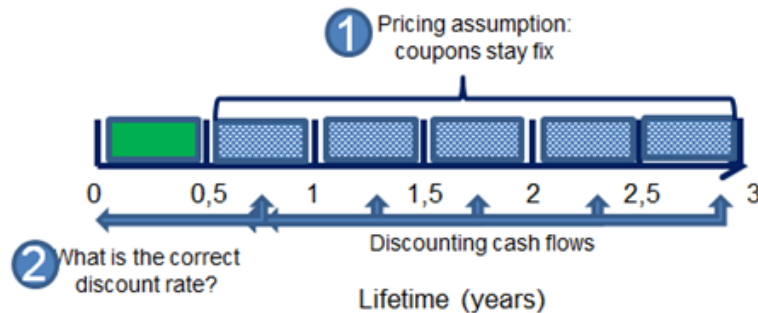 1 Pricing assumption:
coupons stay fix
0 0,5 1 1,5 2 2,5 3
2 What is the correct
discount rate?
Discounting cash flows
Lifetime (years)